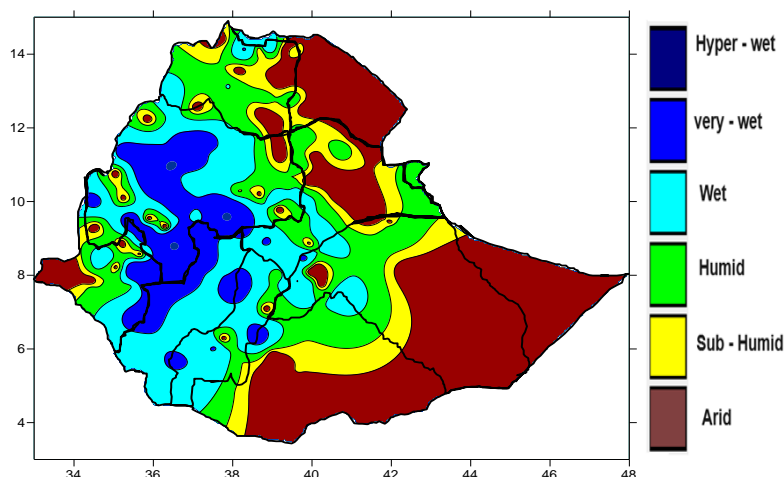 14
12
10
8
6
4
34 36 38 40 42 44 46 48
Hyper - wet
very - wet
Wet
Humid
Sub - Humid
Arid